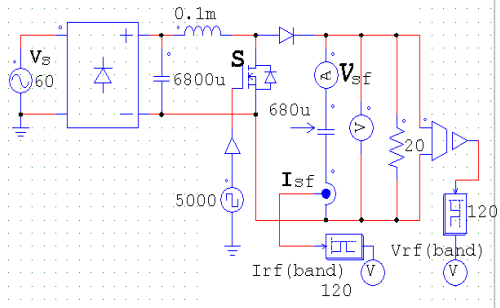 0.1m
Vs
60
+
+
−
−
6800u
S
A
Vsf
680u
V
20
5000
Isf
120
Vrf(band)
Irf(band)
120
V
V